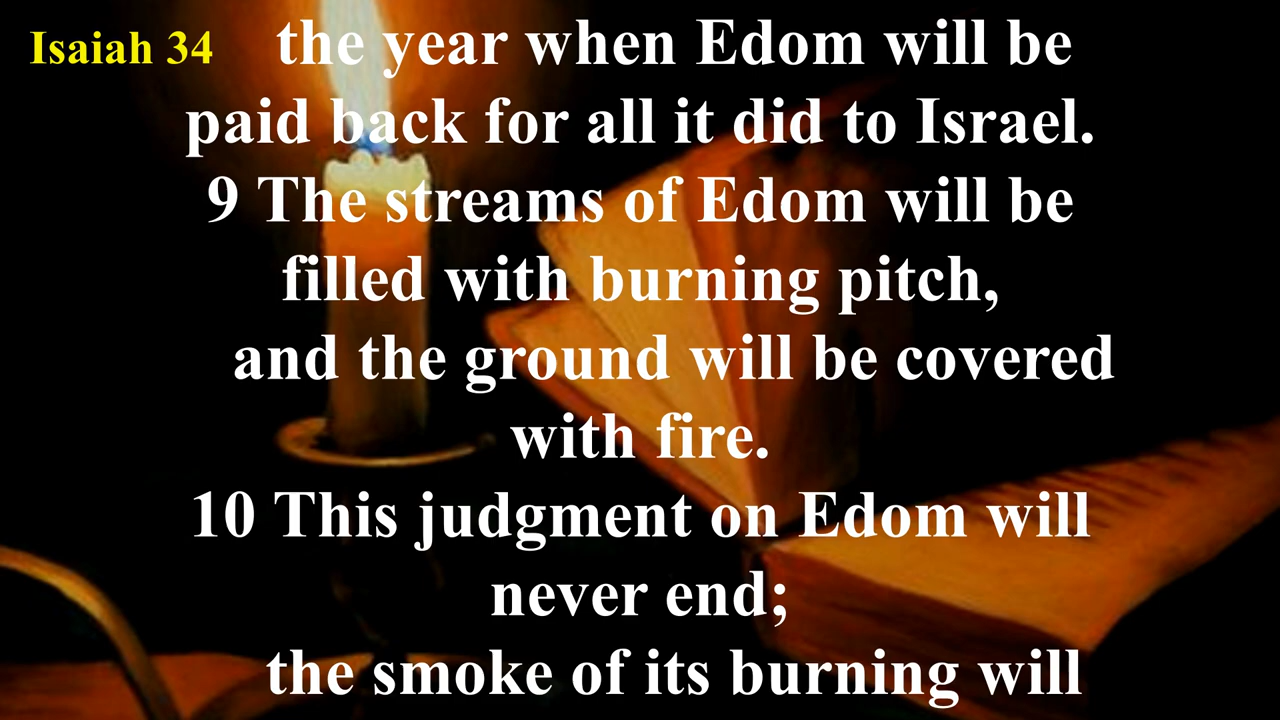 Isaiah 34
the year when Edom will be
paid back for all it did to Israel.
9 The streams of Edom will be
filled with burning pitch,
and the ground will be covered
with fire.
10 This judgment on Edom will
never end;
the smoke of its burning will